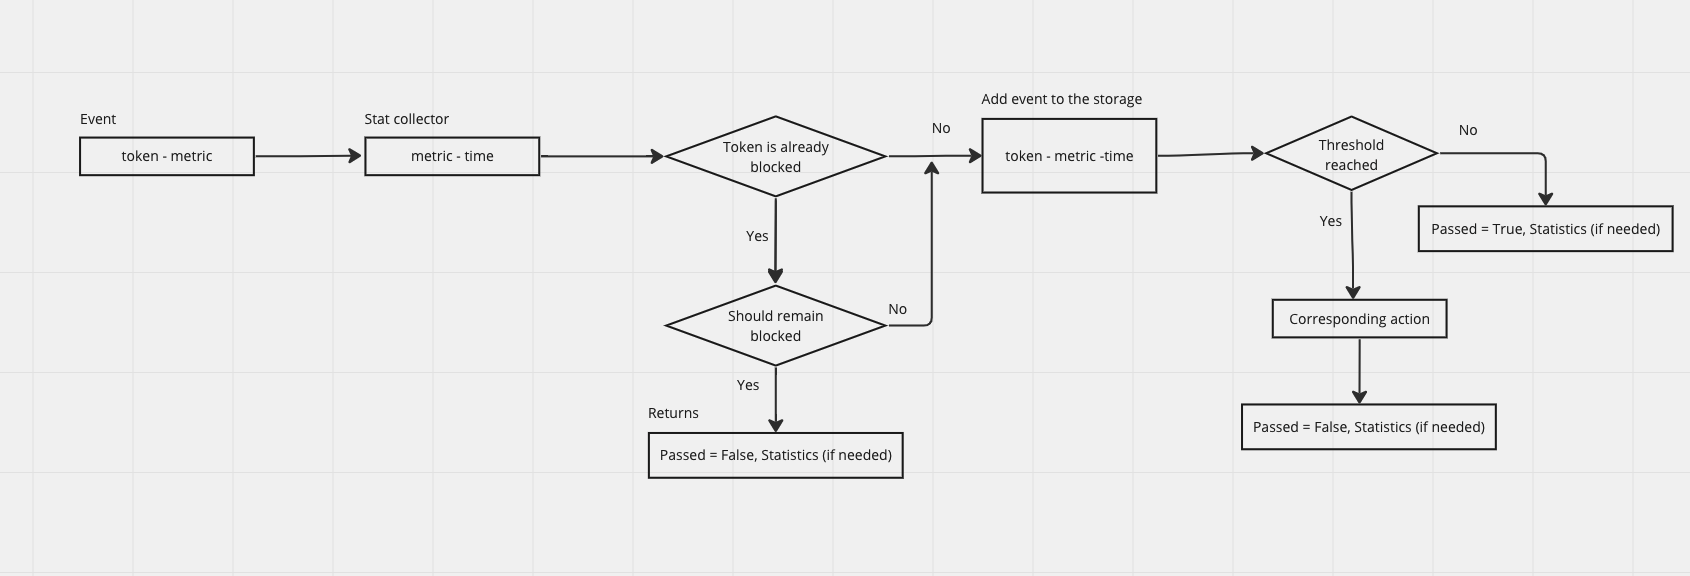 Event
token - metric
Stat collector
metric - time
Token is already
blocked
No
Add event to the storage
token - metric -time
Threshold
reached
No
Passed = True, Statistics (if needed)
Yes
Corresponding action
Passed = False, Statistics (if needed)
Yes
Should remain
blocked
No
Yes
Returns
Passed = False, Statistics (if needed)